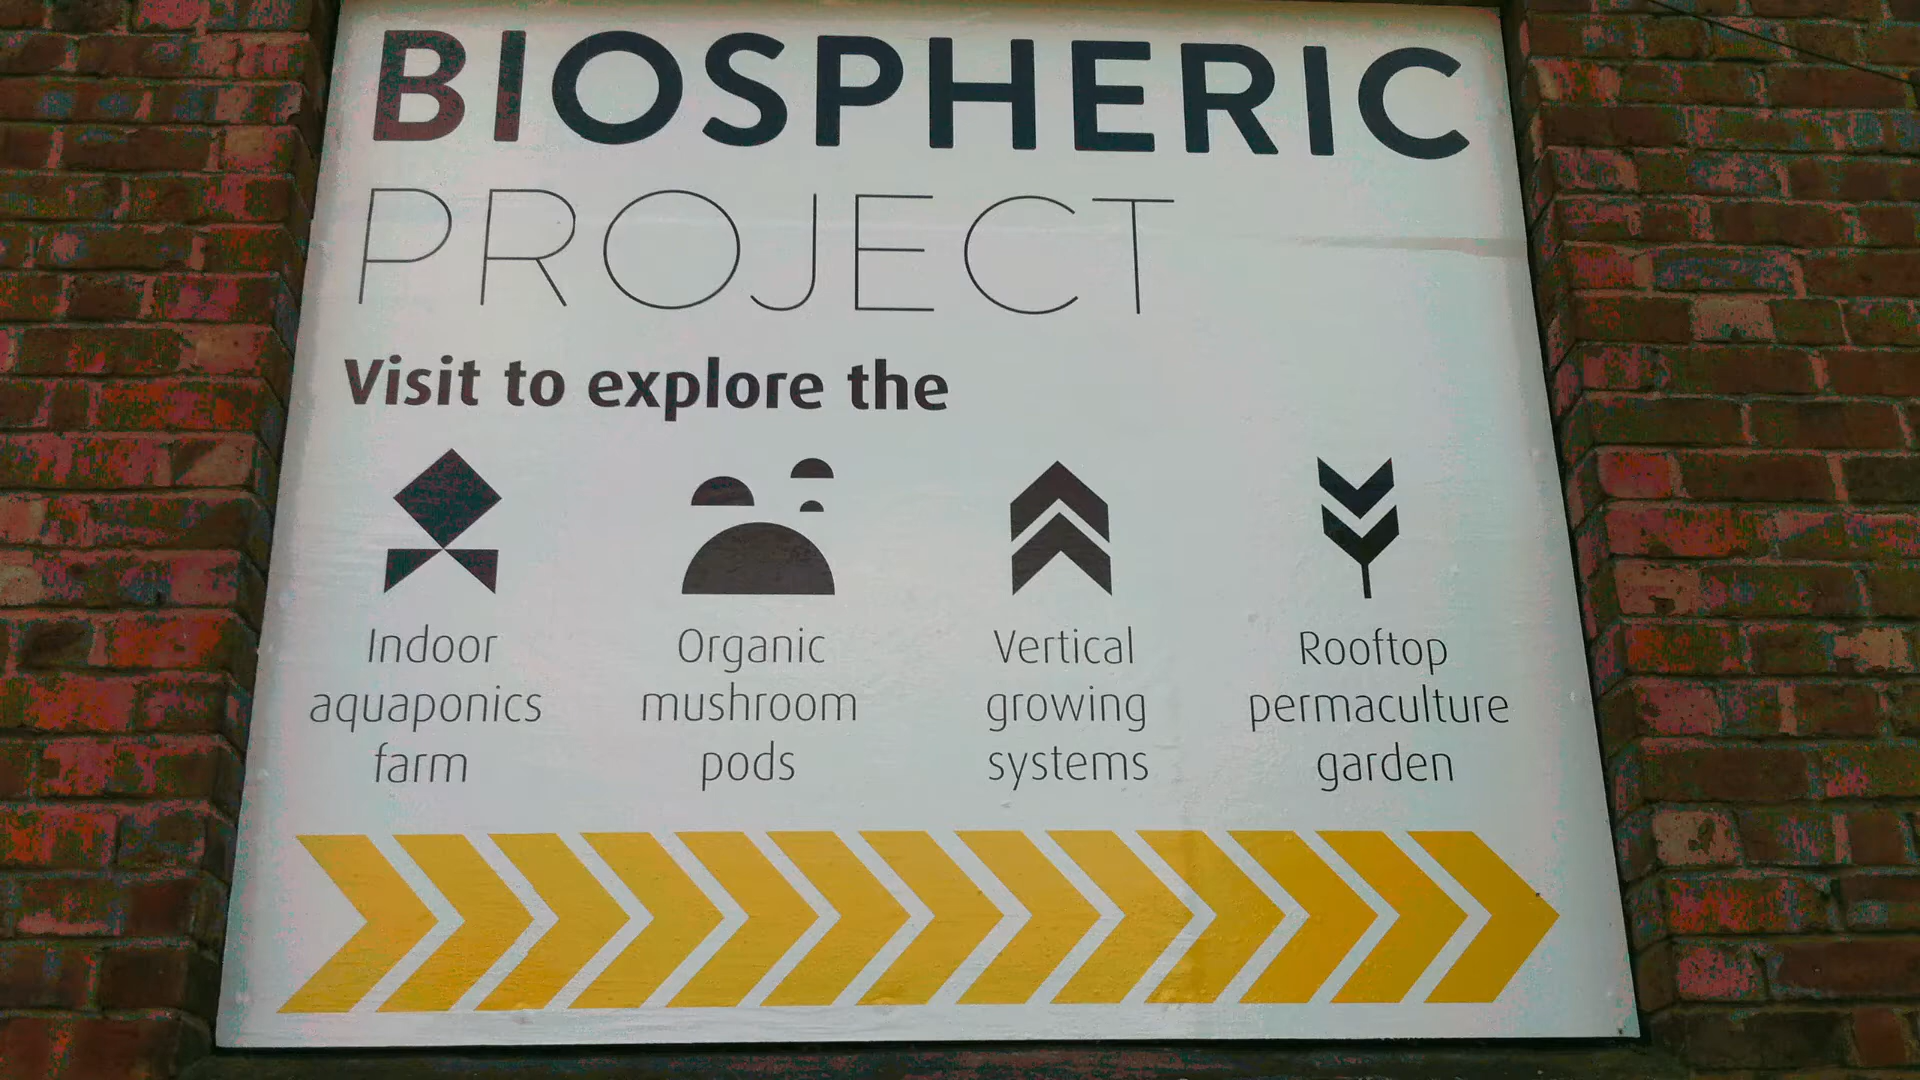 BIOSPHERIC
PROJECT
Visit to explore the
Indoor
aquaponics
farm
Organic
mushroom
pods
Vertical
growing
systems
Rooftop
permaculture
garden